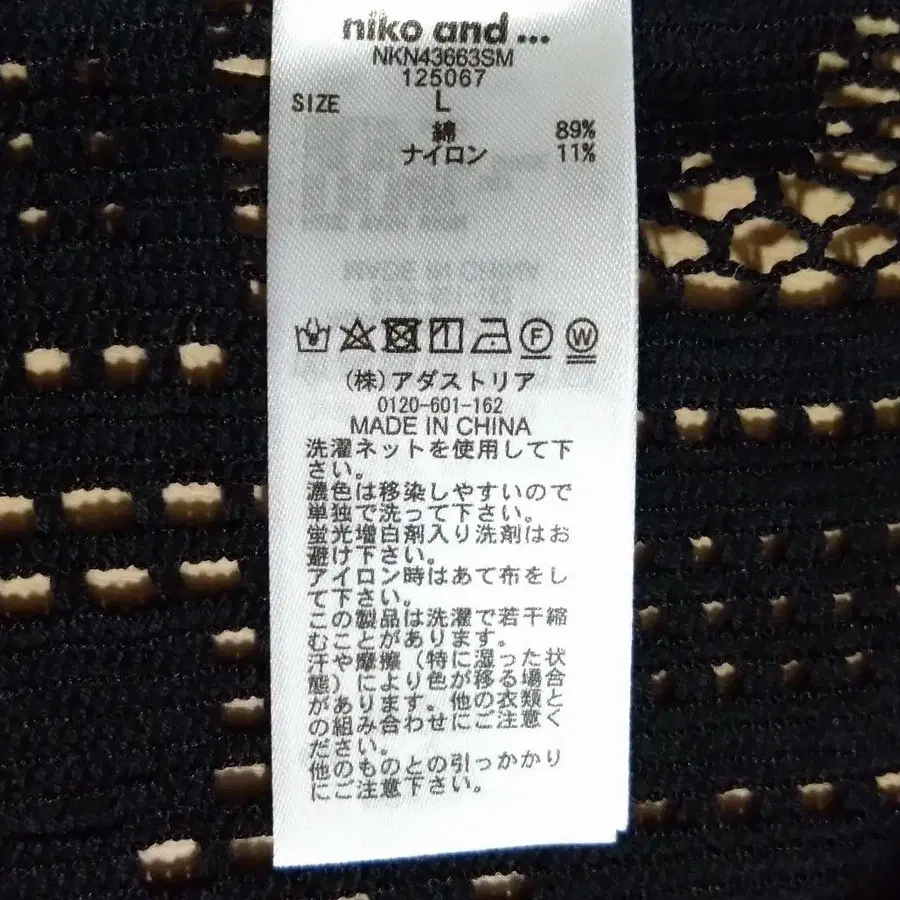 niko and ...
NKN43663SM
125067
SIZE L
綿 89%
ナイロン 11%
F W
(株)アダストリア
0120-601-162
MADE IN CHINA
洗濯ネットを使用して下
さい。
濃色は移染しやすいので
単独で洗って下さい。
蛍光増白剤入り洗剤はお
避け下さい。
アイロン時はあて布をし
て下さい。
この製品は洗濯で若干縮
むことがあります。
汗や摩擦(特に湿った状
態)により色が移る場合
があります。他の衣類と
の組み合わせにご注意く
ださい。
他のものとの引っかかり
にご注意下さい。